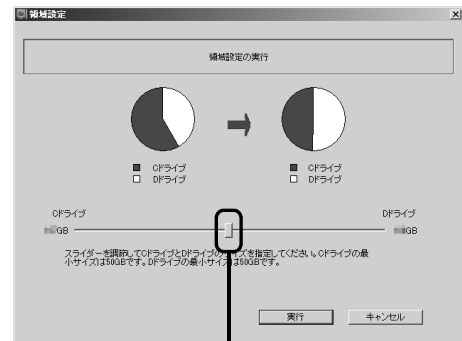 領域設定
領域設定の実行
Cドライブ
Dドライブ
Cドライブ
Dドライブ
Cドライブ
Dドライブ
GB
GB
スライダーを調節してCドライブとDドライブのサイズを指定してください。Cドライブの最
小サイズは50GBです。Dドライブの最小サイズは50GBです。
実行
キャンセル